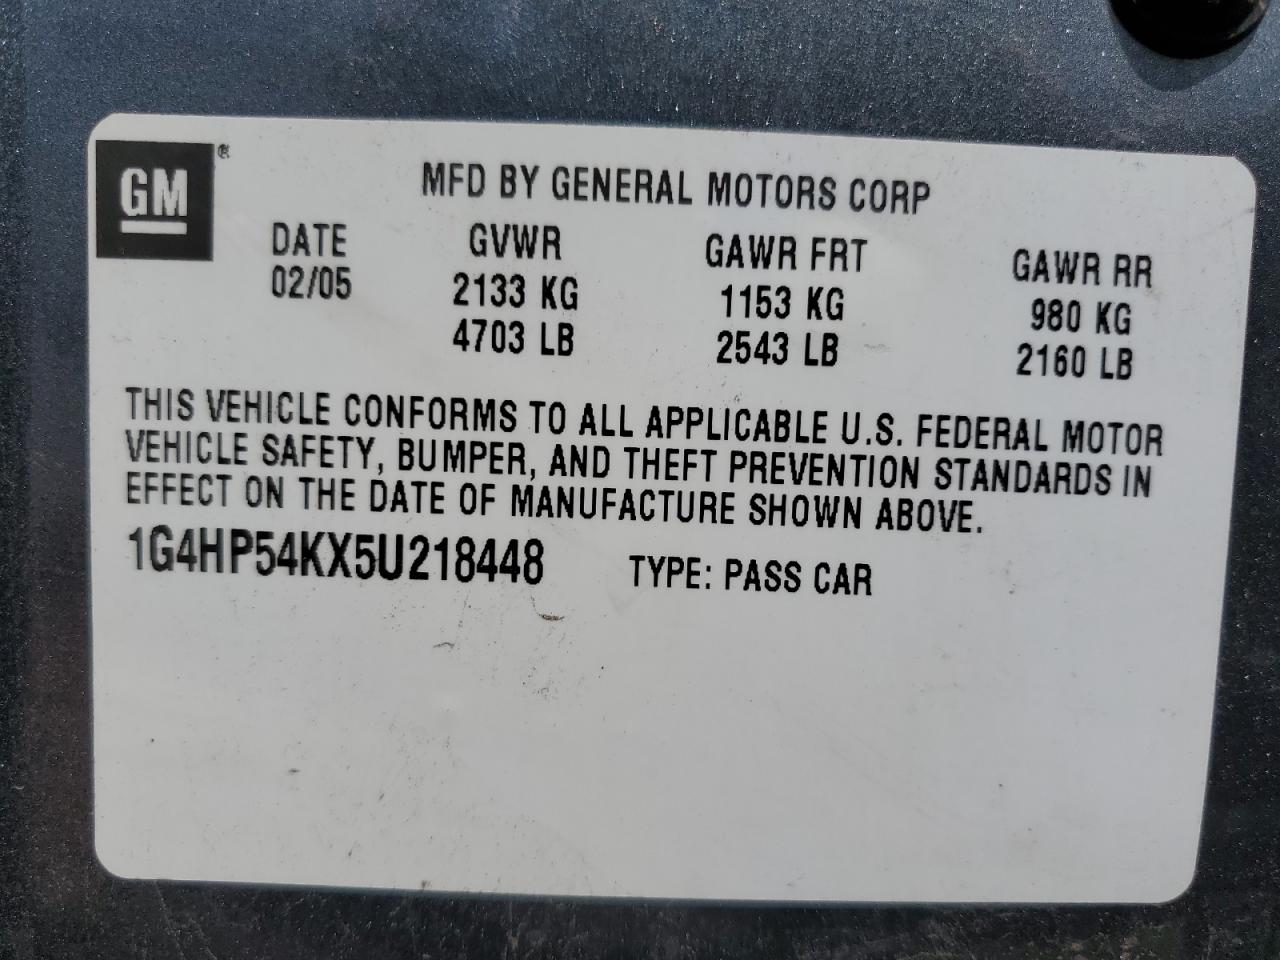 GM ®
MFD BY GENERAL MOTORS CORP
DATE GVWR GAWR FRT GAWR RR
02/05 2133 KG 1153 KG 980 KG
4703 LB 2543 LB 2160 LB
THIS VEHICLE CONFORMS TO ALL APPLICABLE U.S. FEDERAL MOTOR
VEHICLE SAFETY, BUMPER, AND THEFT PREVENTION STANDARDS IN
EFFECT ON THE DATE OF MANUFACTURE SHOWN ABOVE.
1G4HP54KX5U218448 TYPE: PASS CAR